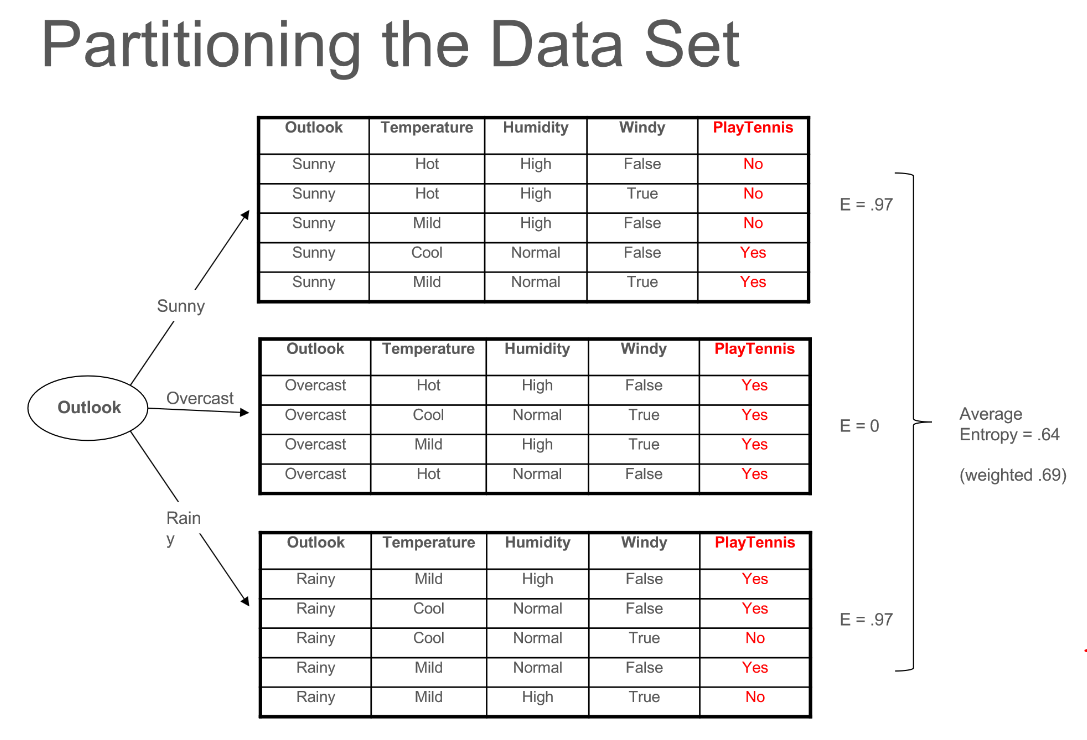 Partitioning the Data Set
Outlook Temperature Humidity Windy PlayTennis
Sunny Hot High False No
Sunny Hot High True No
Sunny Mild High False No
Sunny Cool Normal False Yes
Sunny Mild Normal True Yes
E = .97
Sunny
Outlook Temperature Humidity Windy PlayTennis
Overcast Hot High False Yes
Overcast Cool Normal True Yes
Overcast Mild High True Yes
Overcast Hot Normal False Yes
E = 0
Outlook
Overcast
Average
Entropy = .64
(weighted .69)
Rain
y
Outlook Temperature Humidity Windy PlayTennis
Rainy Mild High False Yes
Rainy Cool Normal False Yes
Rainy Cool Normal True No
Rainy Mild Normal False Yes
Rainy Mild High True No
E = .97